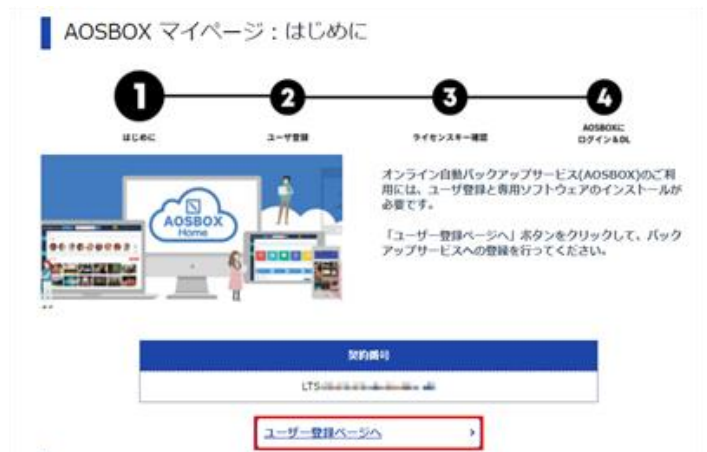 AOSBOX マイページ：はじめに
1
2
3
4
はじめに
ユーザ登録
ライセンスキー確認
AOSBOXに
ログイン&DL
AOSBOX
Home
オンライン自動バックアップサービス(AOSBOX)のご利
用には、ユーザ登録と専用ソフトウェアのインストールが
必要です。
「ユーザー登録ページへ」ボタンをクリックして、バック
アップサービスへの登録を行ってください。
契約番号
LTS
ユーザー登録ページへ ›